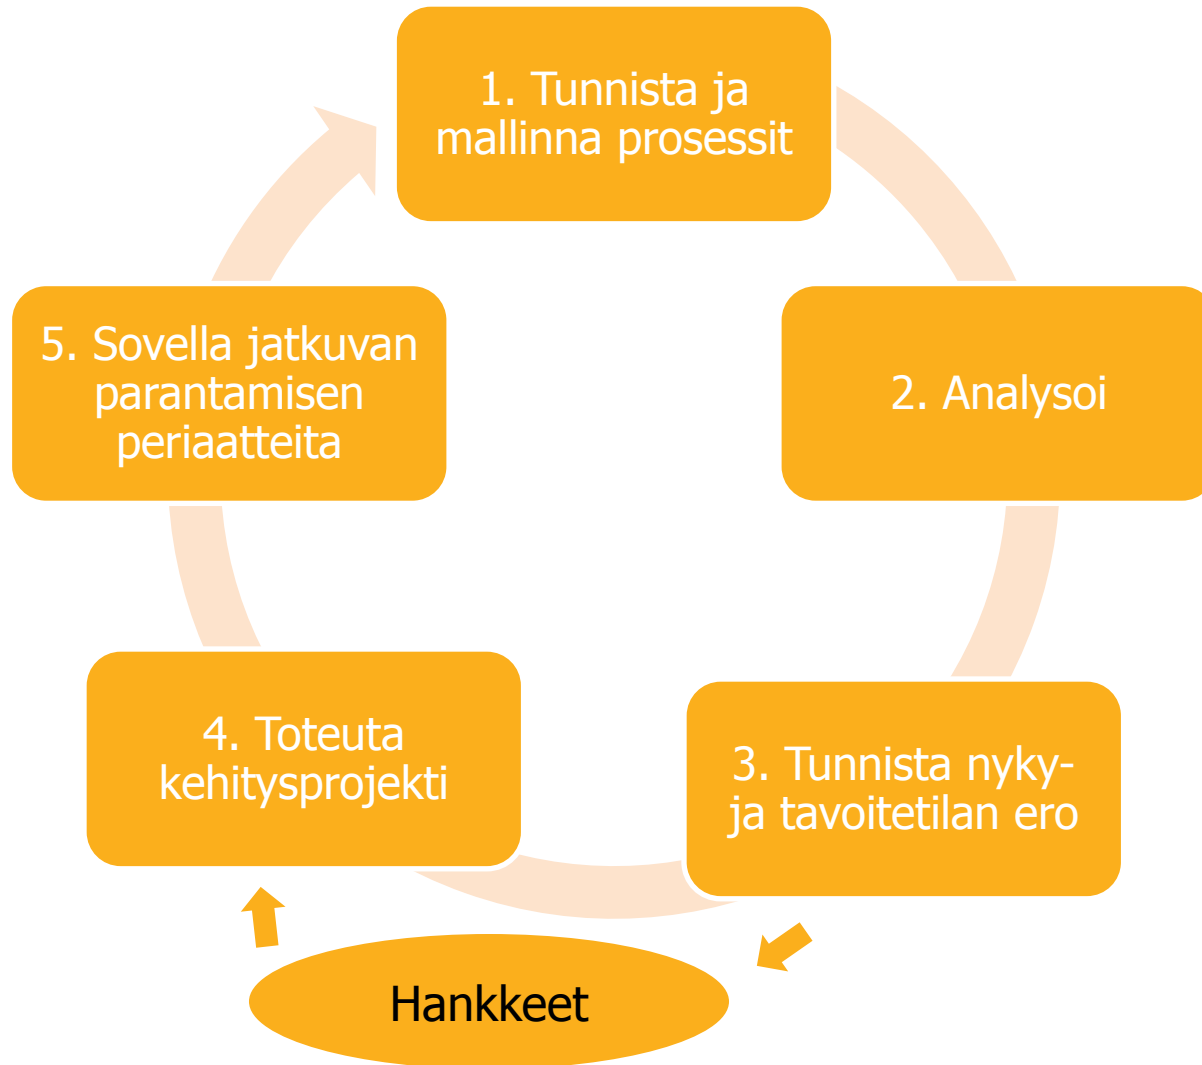 1. Tunnista ja
mallinna prosessit
2. Analysoi
3. Tunnista nyky-
ja tavoitetilan ero
4. Toteuta
kehitysprojekti
5. Sovella jatkuvan
parantamisen
periaatteita
Hankkeet